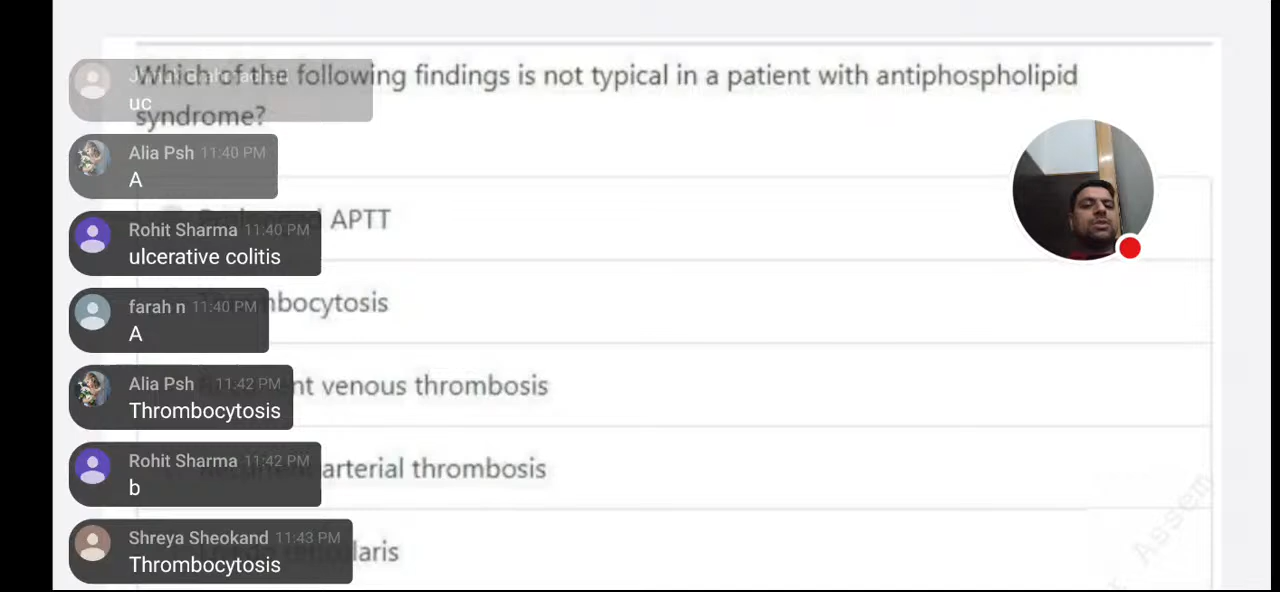 Which of the following findings is not typical in a patient with antiphospholipid
syndrome?
uc
Alia Psh 11:40 PM
A
APTT
Rohit Sharma 11:40 PM
ulcerative colitis
farah n 11:40 PM
A
Alia Psh 11:42 PM
Thrombocytosis
venous thrombosis
Rohit Sharma 11:42 PM
b
arterial thrombosis
Shreya Sheokand 11:43 PM
Thrombocytosis
Assem